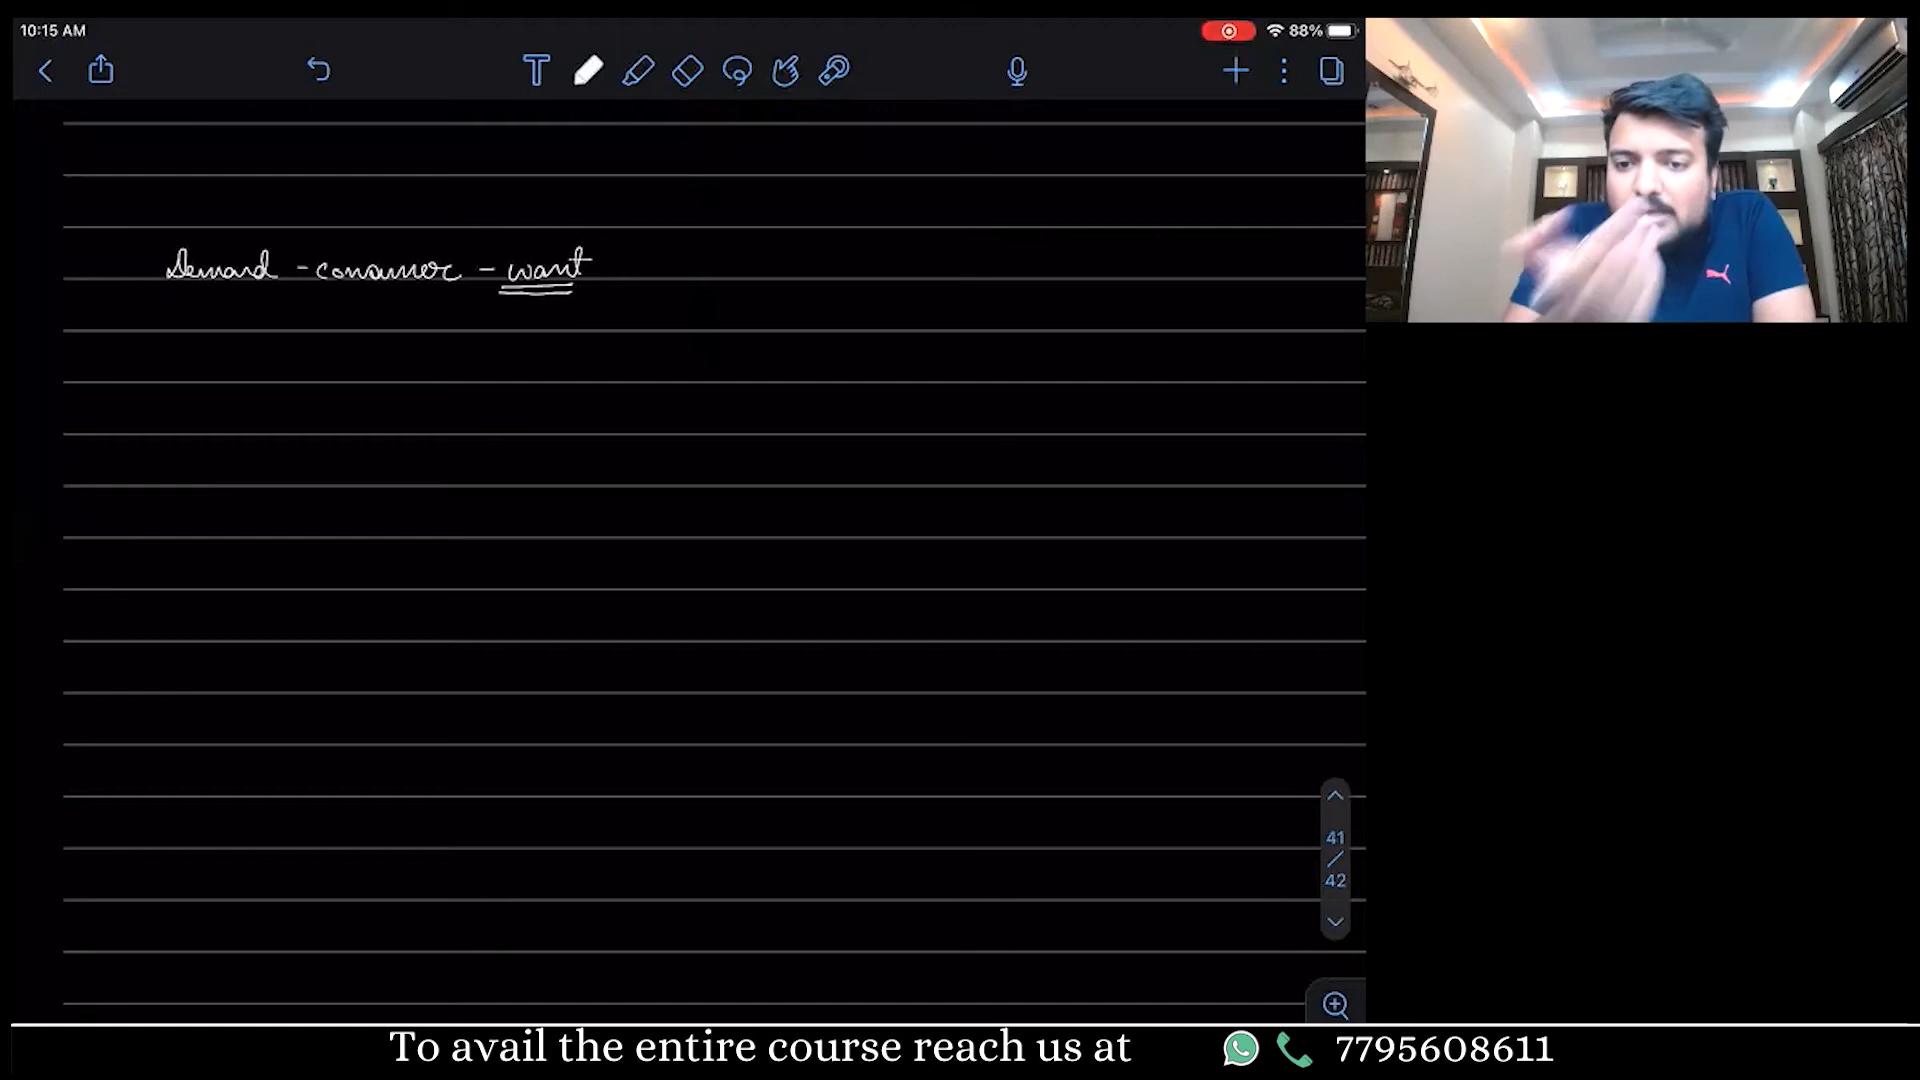 10:15 AM
88%
T
Demand - consumer - want
41
/
42
To avail the entire course reach us at 7795608611